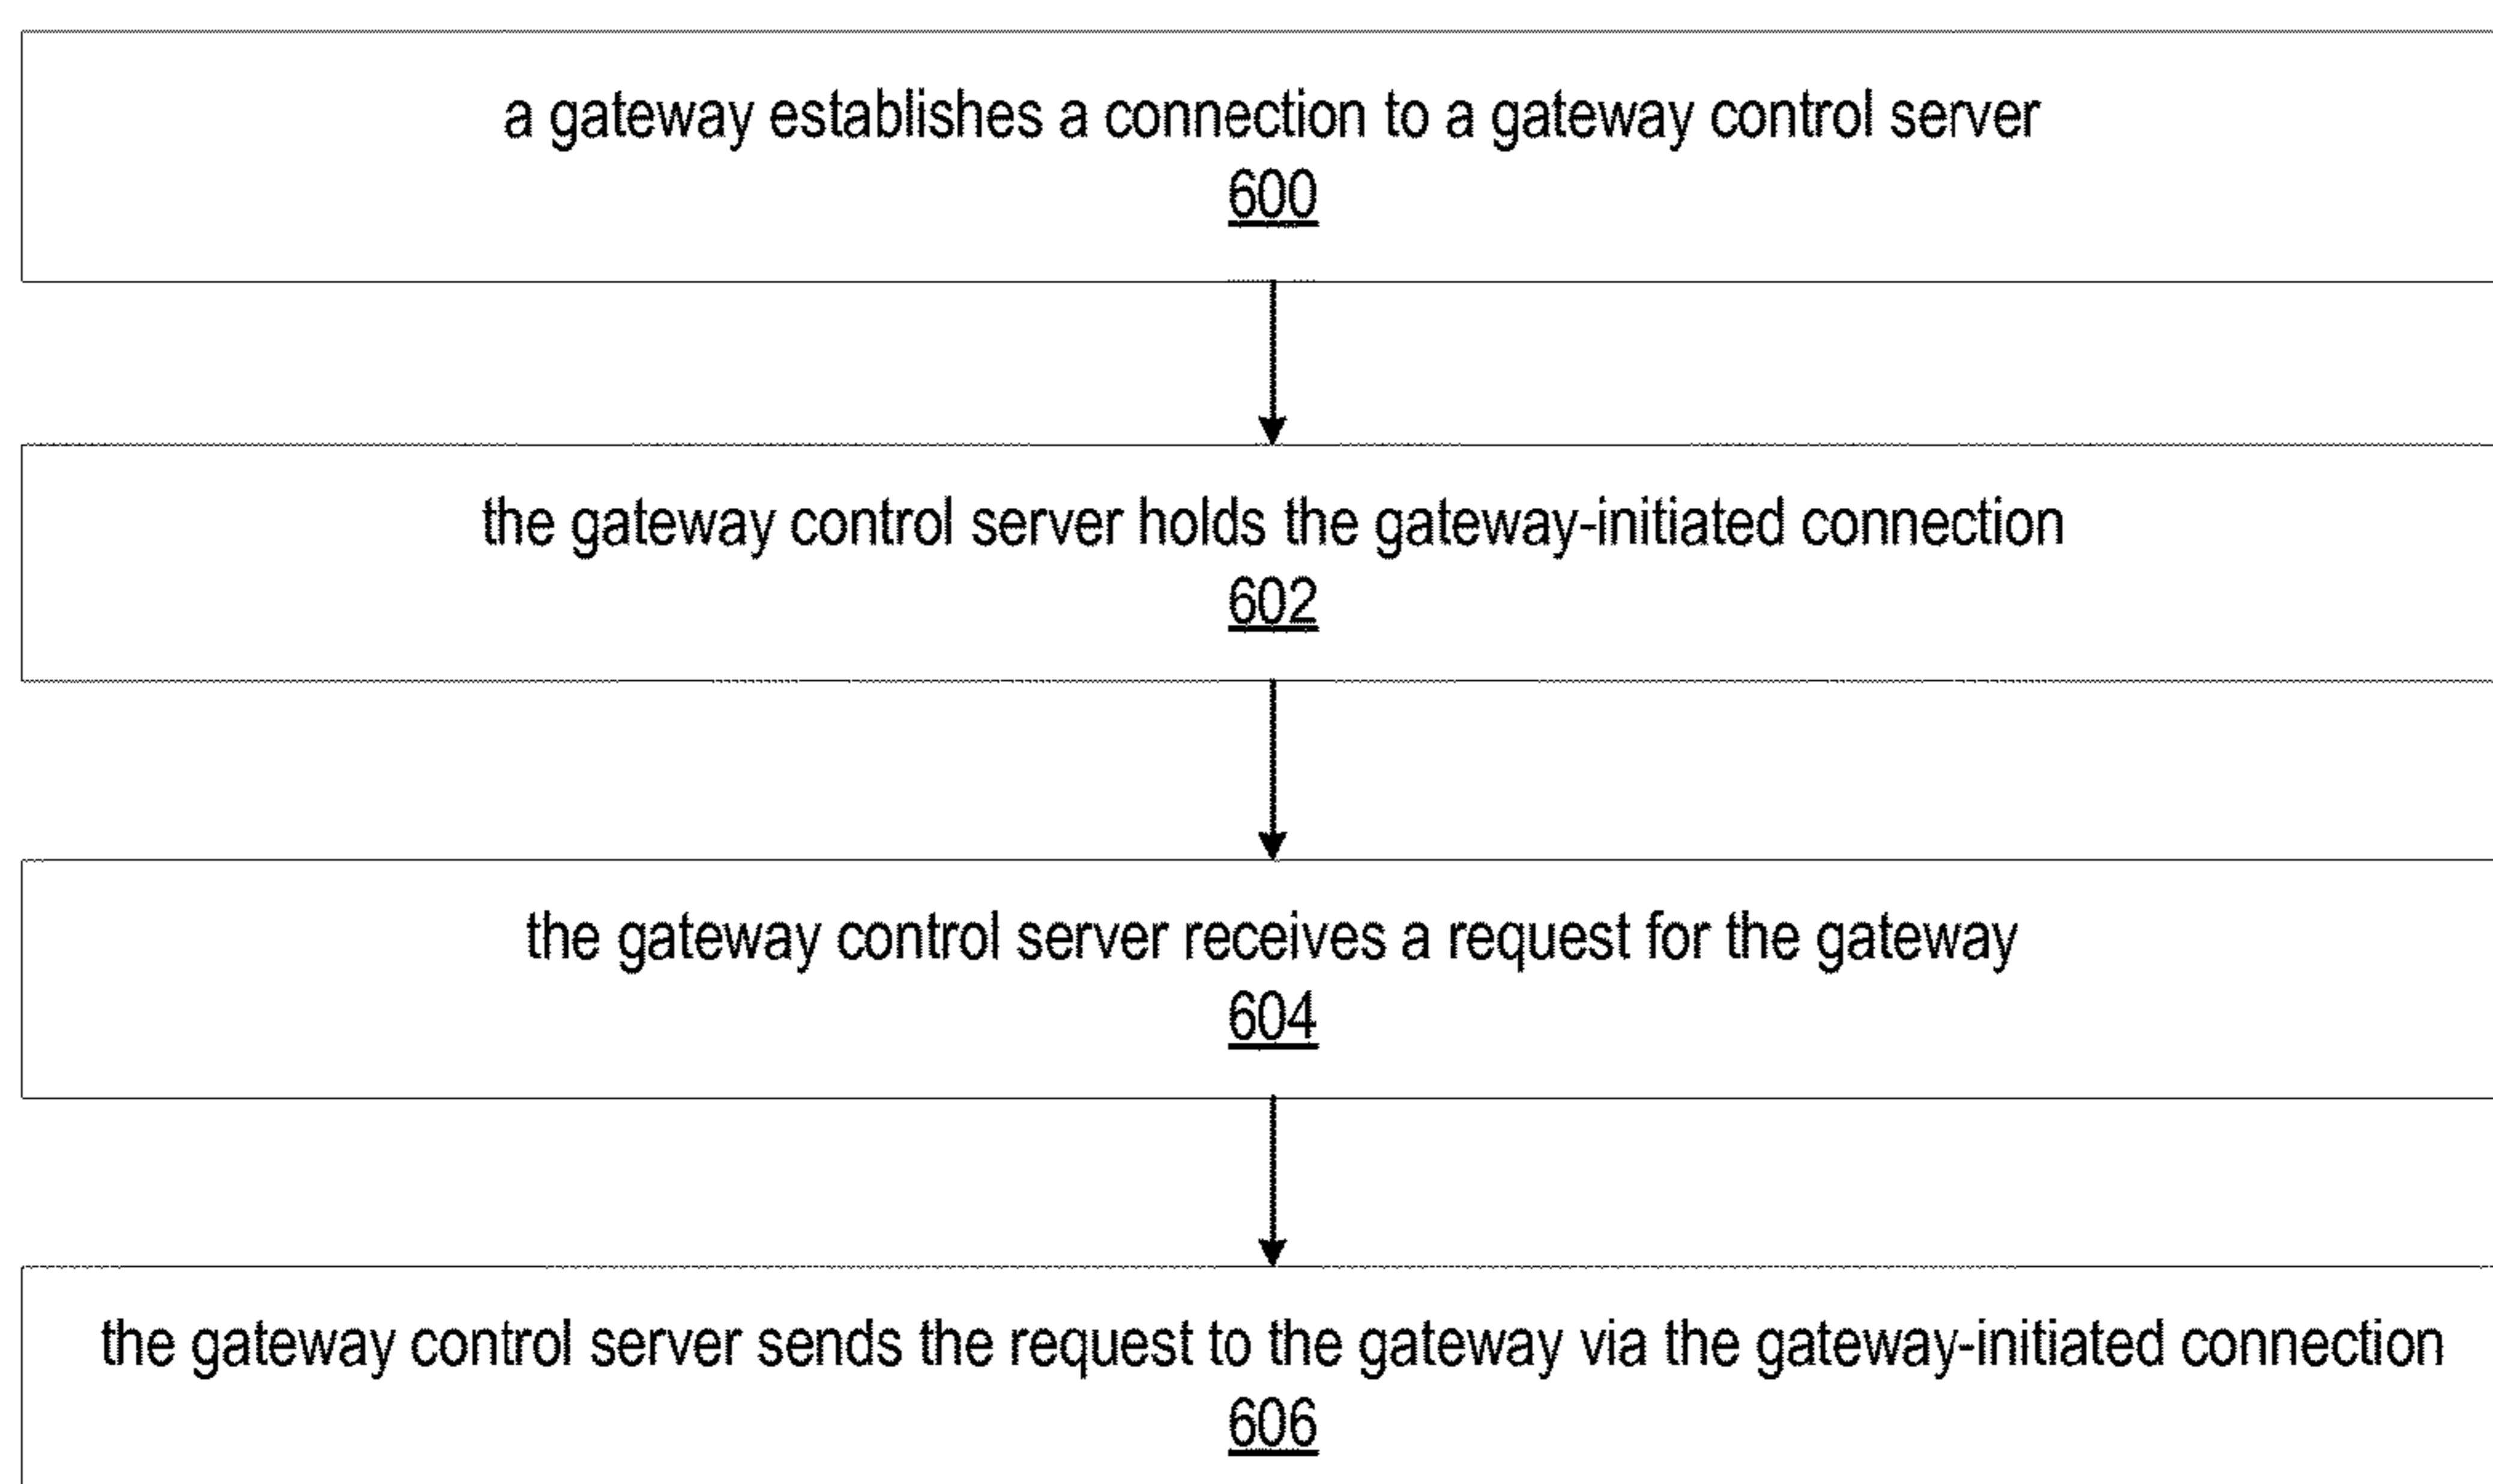 a gateway establishes a connection to a gateway control server
600
the gateway control server holds the gateway-initiated connection
602
the gateway control server receives a request for the gateway
604
the gateway control server sends the request to the gateway via the gateway-initiated connection
606